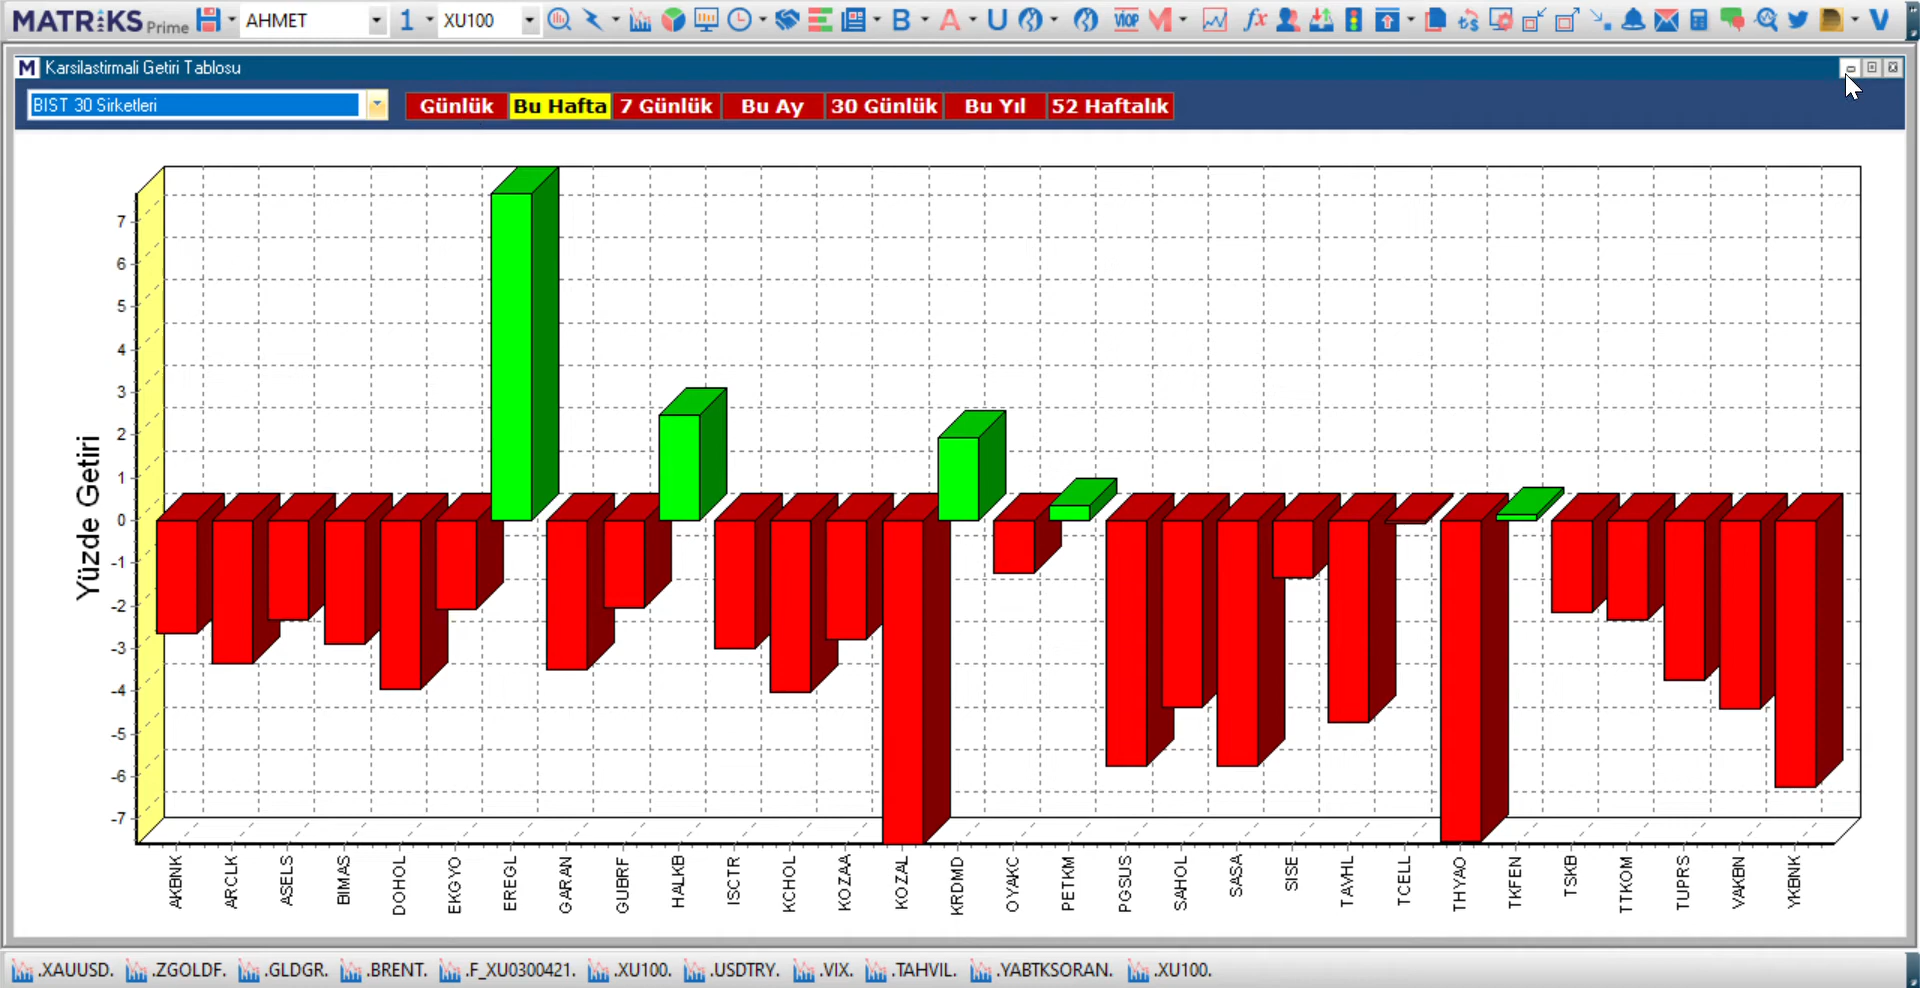 MATRIKS Prime AHMET 1 XU100 B A U VIOP M fx V
M Karsilastirmali Getiri Tablosu
BIST 30 Sirketleri Günlük Bu Hafta 7 Günlük Bu Ay 30 Günlük Bu Yıl 52 Haftalık
Yüzde Getiri
7
6
5
4
3
2
1
0
-1
-2
-3
-4
-5
-6
-7
AKBNK ARCLK ASELS BIMAS DOHOL EKGYO EREGL GARAN GUBRF HALKB ISCTR KCHOL KOZAA KOZAL KRDMD OYAKC PETKM PGSUS SAHOL SASA SISE TAVHL TCELL THYAO TKFEN TSKB TTKOM TUPRS VAKBN YKBNK
.XAUUSD. .ZGOLDF. .GLDGR. .BRENT. .F_XU0300421. .XU100. .USDTRY. .VIX. .TAHVIL. .YABTKSORAN. .XU100.